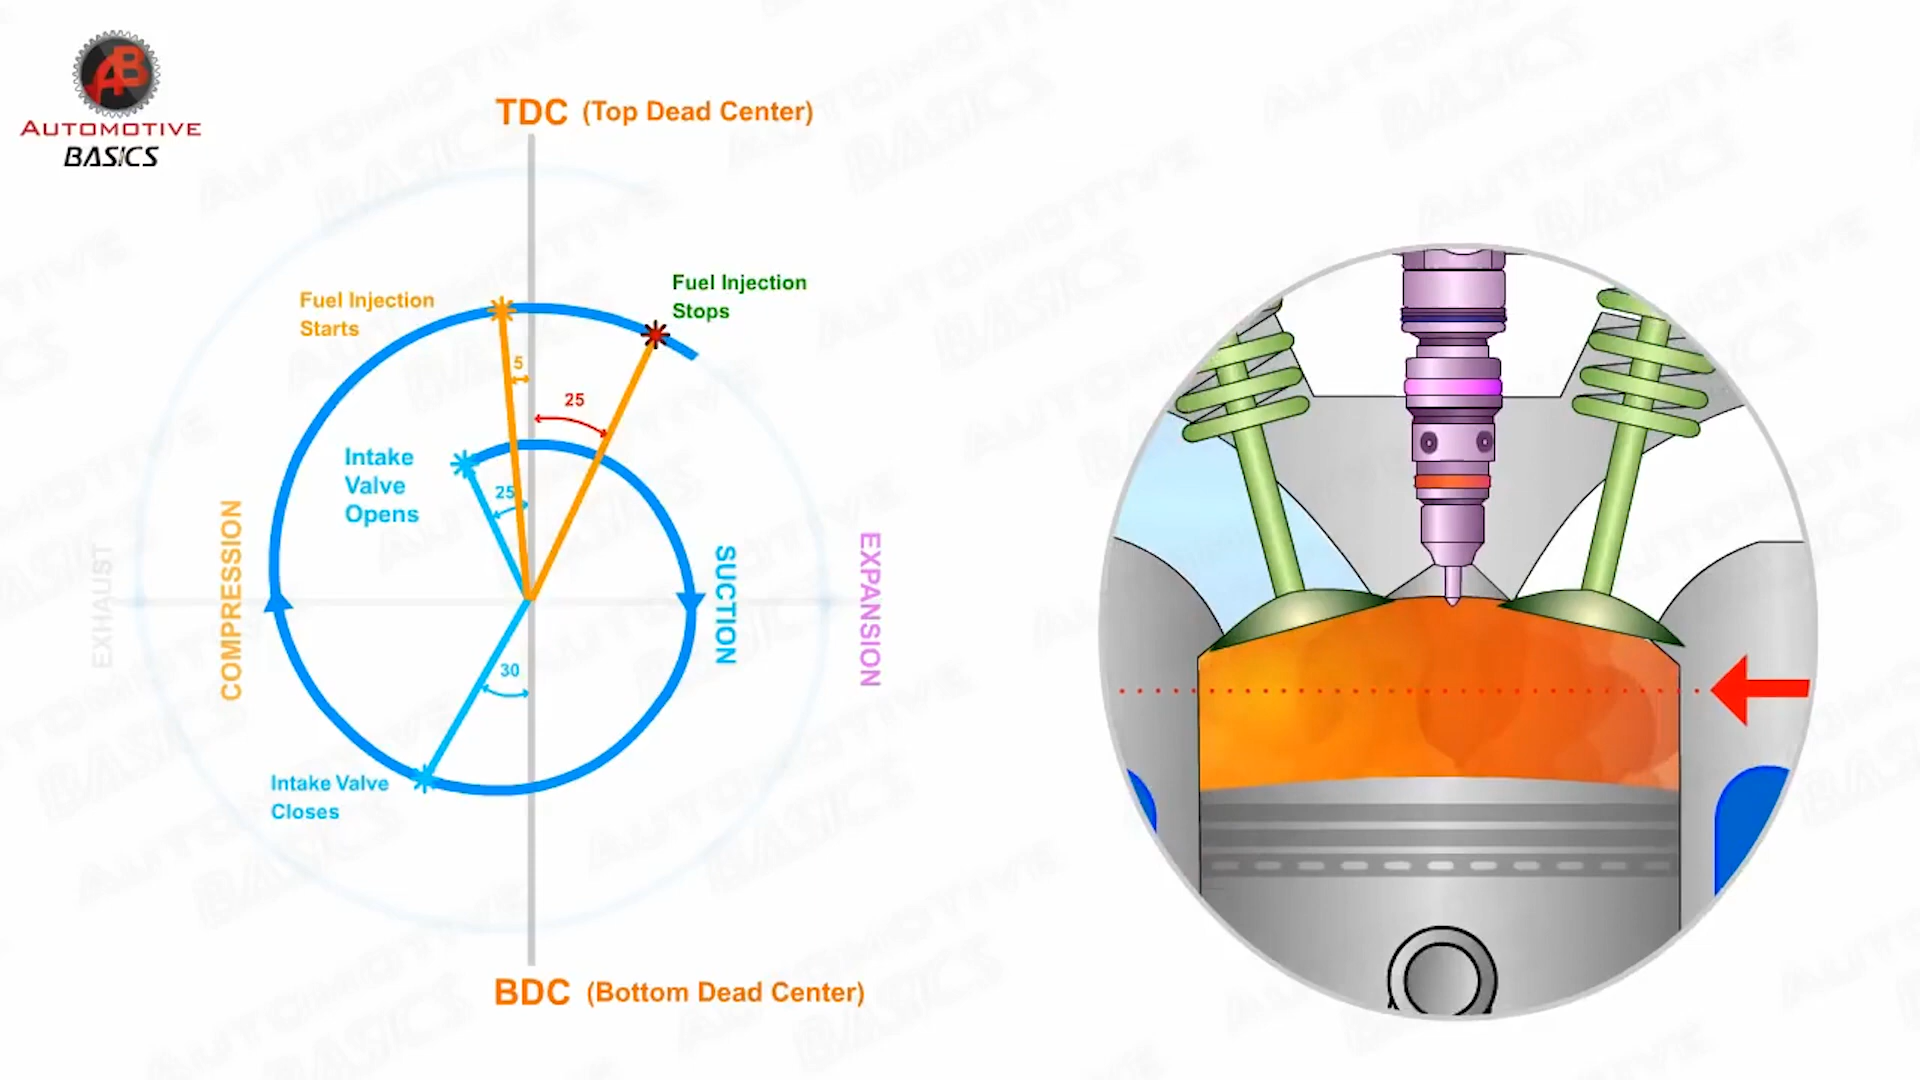 AB
AUTOMOTIVE
BASICS
TDC (Top Dead Center)
Fuel Injection
Starts
Fuel Injection
Stops
5
25
Intake
Valve
Opens
25
EXHAUST
COMPRESSION
SUCTION
EXPANSION
30
Intake Valve
Closes
BDC (Bottom Dead Center)